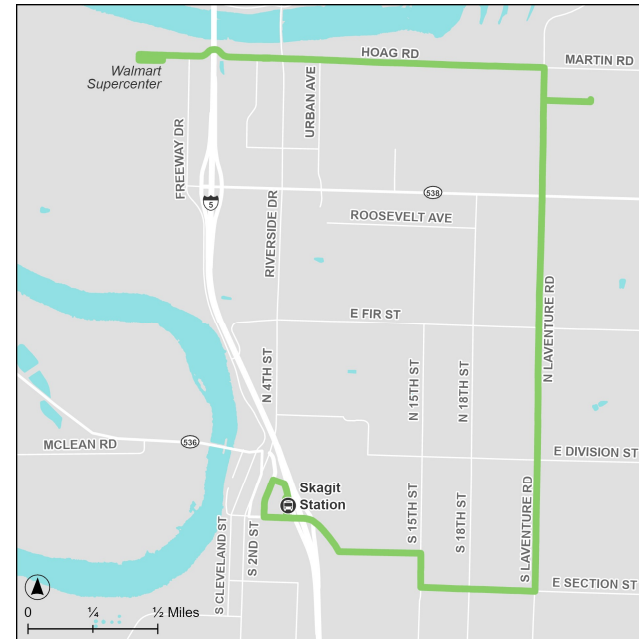 HOAG RD
MARTIN RD
Walmart
Supercenter
URBAN AVE
FREEWAY DR
538
5
RIVERSIDE DR
ROOSEVELT AVE
N LAVENTURE RD
E FIR ST
N 4TH ST
N 15TH ST
N 18TH ST
536
MCLEAN RD
E DIVISION ST
Skagit
Station
S CLEVELAND ST
S 2ND ST
S 15TH ST
S 18TH ST
S LAVENTURE RD
E SECTION ST
0 ¼ ½ Miles